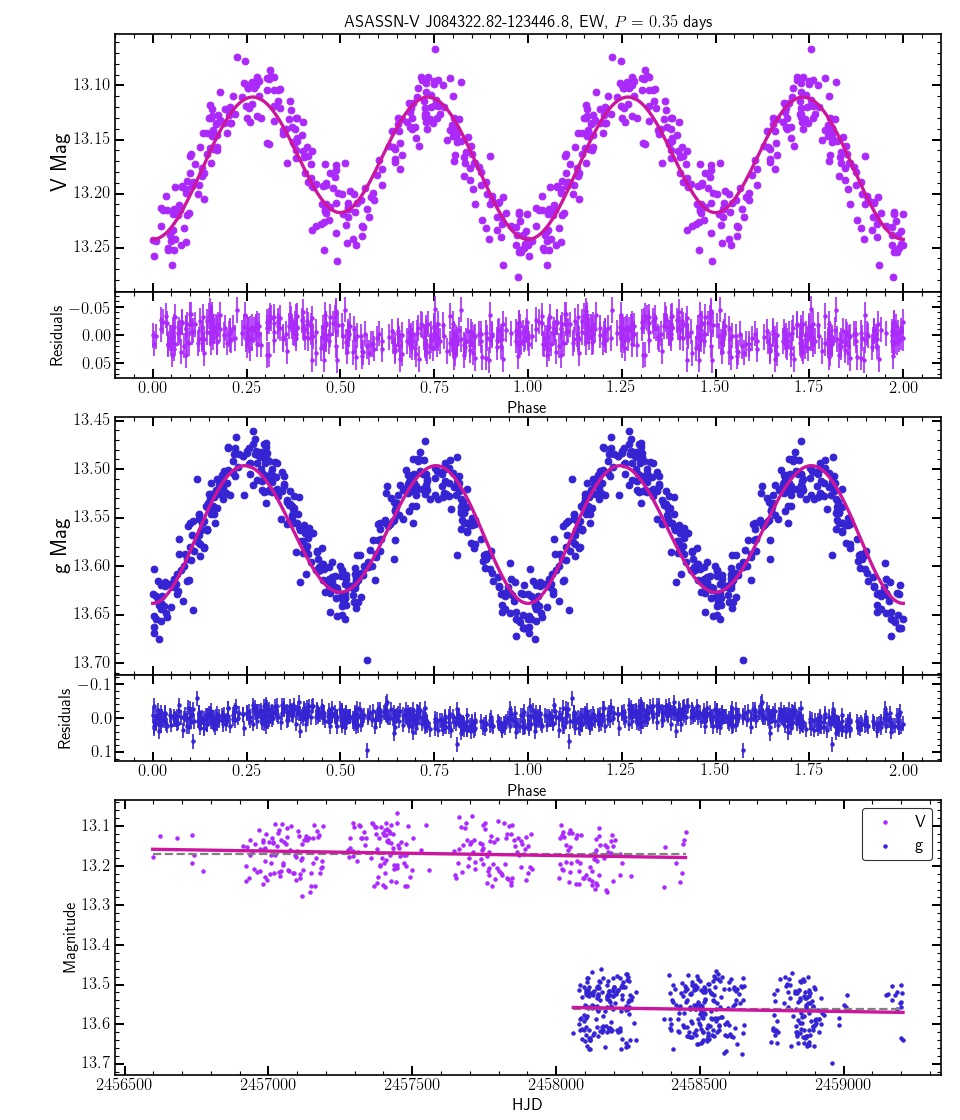 ASASSN-V J084322.82-123446.8, EW, P = 0.35 days
V Mag
13.10
13.15
13.20
13.25
Residuals
−0.05
0.00
0.05
0.00 0.25 0.50 0.75 1.00 1.25 1.50 1.75 2.00
Phase
g Mag
13.45
13.50
13.55
13.60
13.65
13.70
Residuals
−0.1
0.0
0.1
0.00 0.25 0.50 0.75 1.00 1.25 1.50 1.75 2.00
Phase
Magnitude
13.1
13.2
13.3
13.4
13.5
13.6
13.7
V
g
2456500 2457000 2457500 2458000 2458500 2459000
HJD